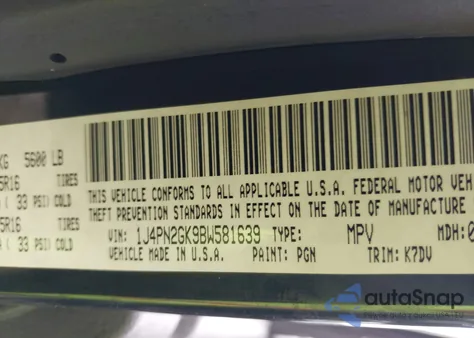 KG 5600 LB
5R16 TIRES
( 33 PSI) COLD
5R16 TIRES
( 33 PSI) COLD
THIS VEHICLE CONFORMS TO ALL APPLICABLE U.S.A. FEDERAL MOTOR VEH
THEFT PREVENTION STANDARDS IN EFFECT ON THE DATE OF MANUFACTURE
VIN: 1J4PN2GK9BW581639 TYPE: MPV MDH:0
VEHICLE MADE IN U.S.A. PAINT: PGN TRIM: K7DV
autoSnap